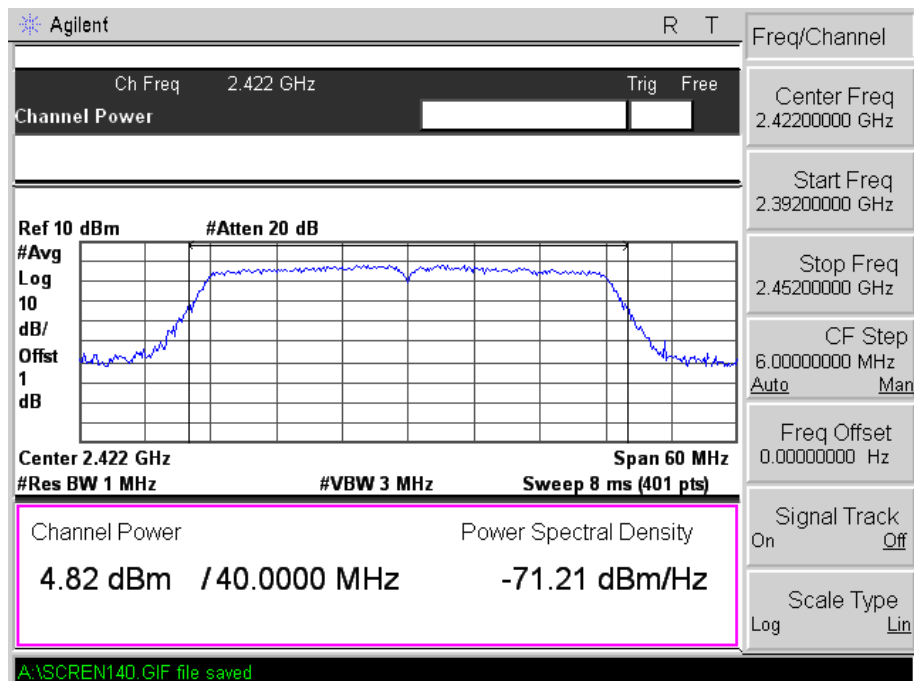 Agilent R T
Ch Freq 2.422 GHz Trig Free
Channel Power
Ref 10 dBm #Atten 20 dB
#Avg
Log
10
dB/
Offst
1
dB
Center 2.422 GHz Span 60 MHz
#Res BW 1 MHz #VBW 3 MHz Sweep 8 ms (401 pts)
Channel Power Power Spectral Density
4.82 dBm / 40.0000 MHz -71.21 dBm/Hz
A:\SCREN140.GIF file saved
Freq/Channel
Center Freq
2.42200000 GHz
Start Freq
2.39200000 GHz
Stop Freq
2.45200000 GHz
CF Step
6.00000000 MHz
Auto Man
Freq Offset
0.00000000 Hz
Signal Track
On Off
Scale Type
Log Lin